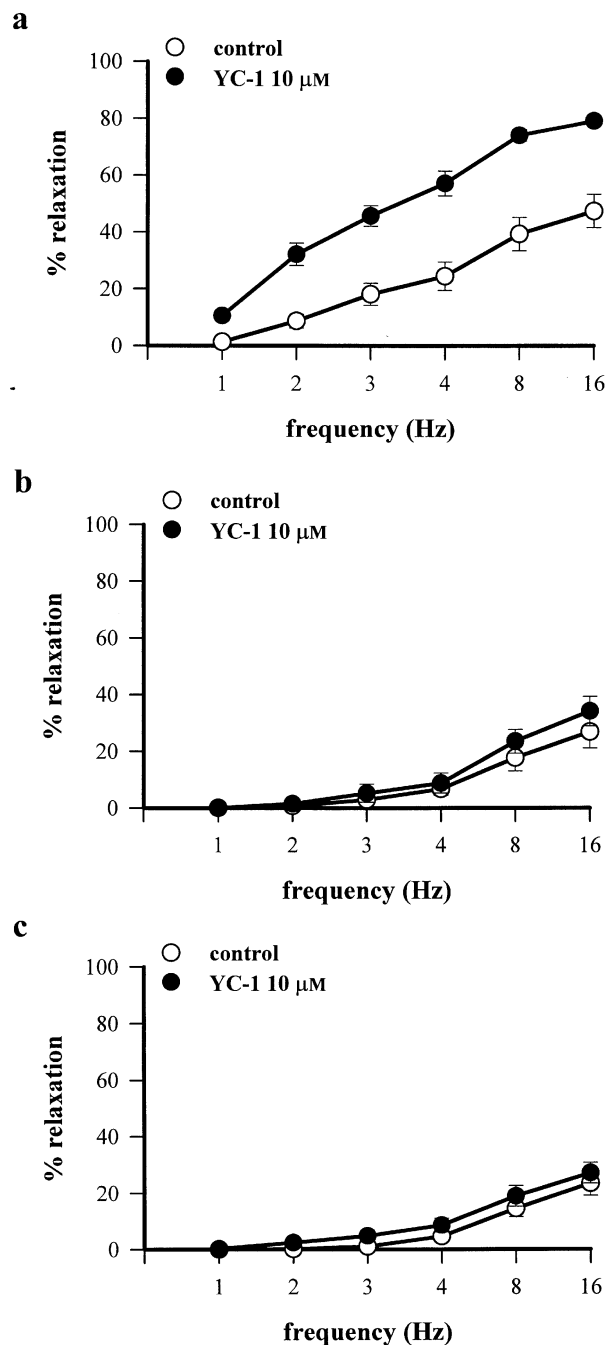 a
control
YC-1 10 μM
100
80
60
40
20
0
% relaxation
1 2 3 4 8 16
frequency (Hz)
b
control
YC-1 10 μM
100
80
60
40
20
0
% relaxation
1 2 3 4 8 16
frequency (Hz)
c
control
YC-1 10 μM
100
80
60
40
20
0
% relaxation
1 2 3 4 8 16
frequency (Hz)